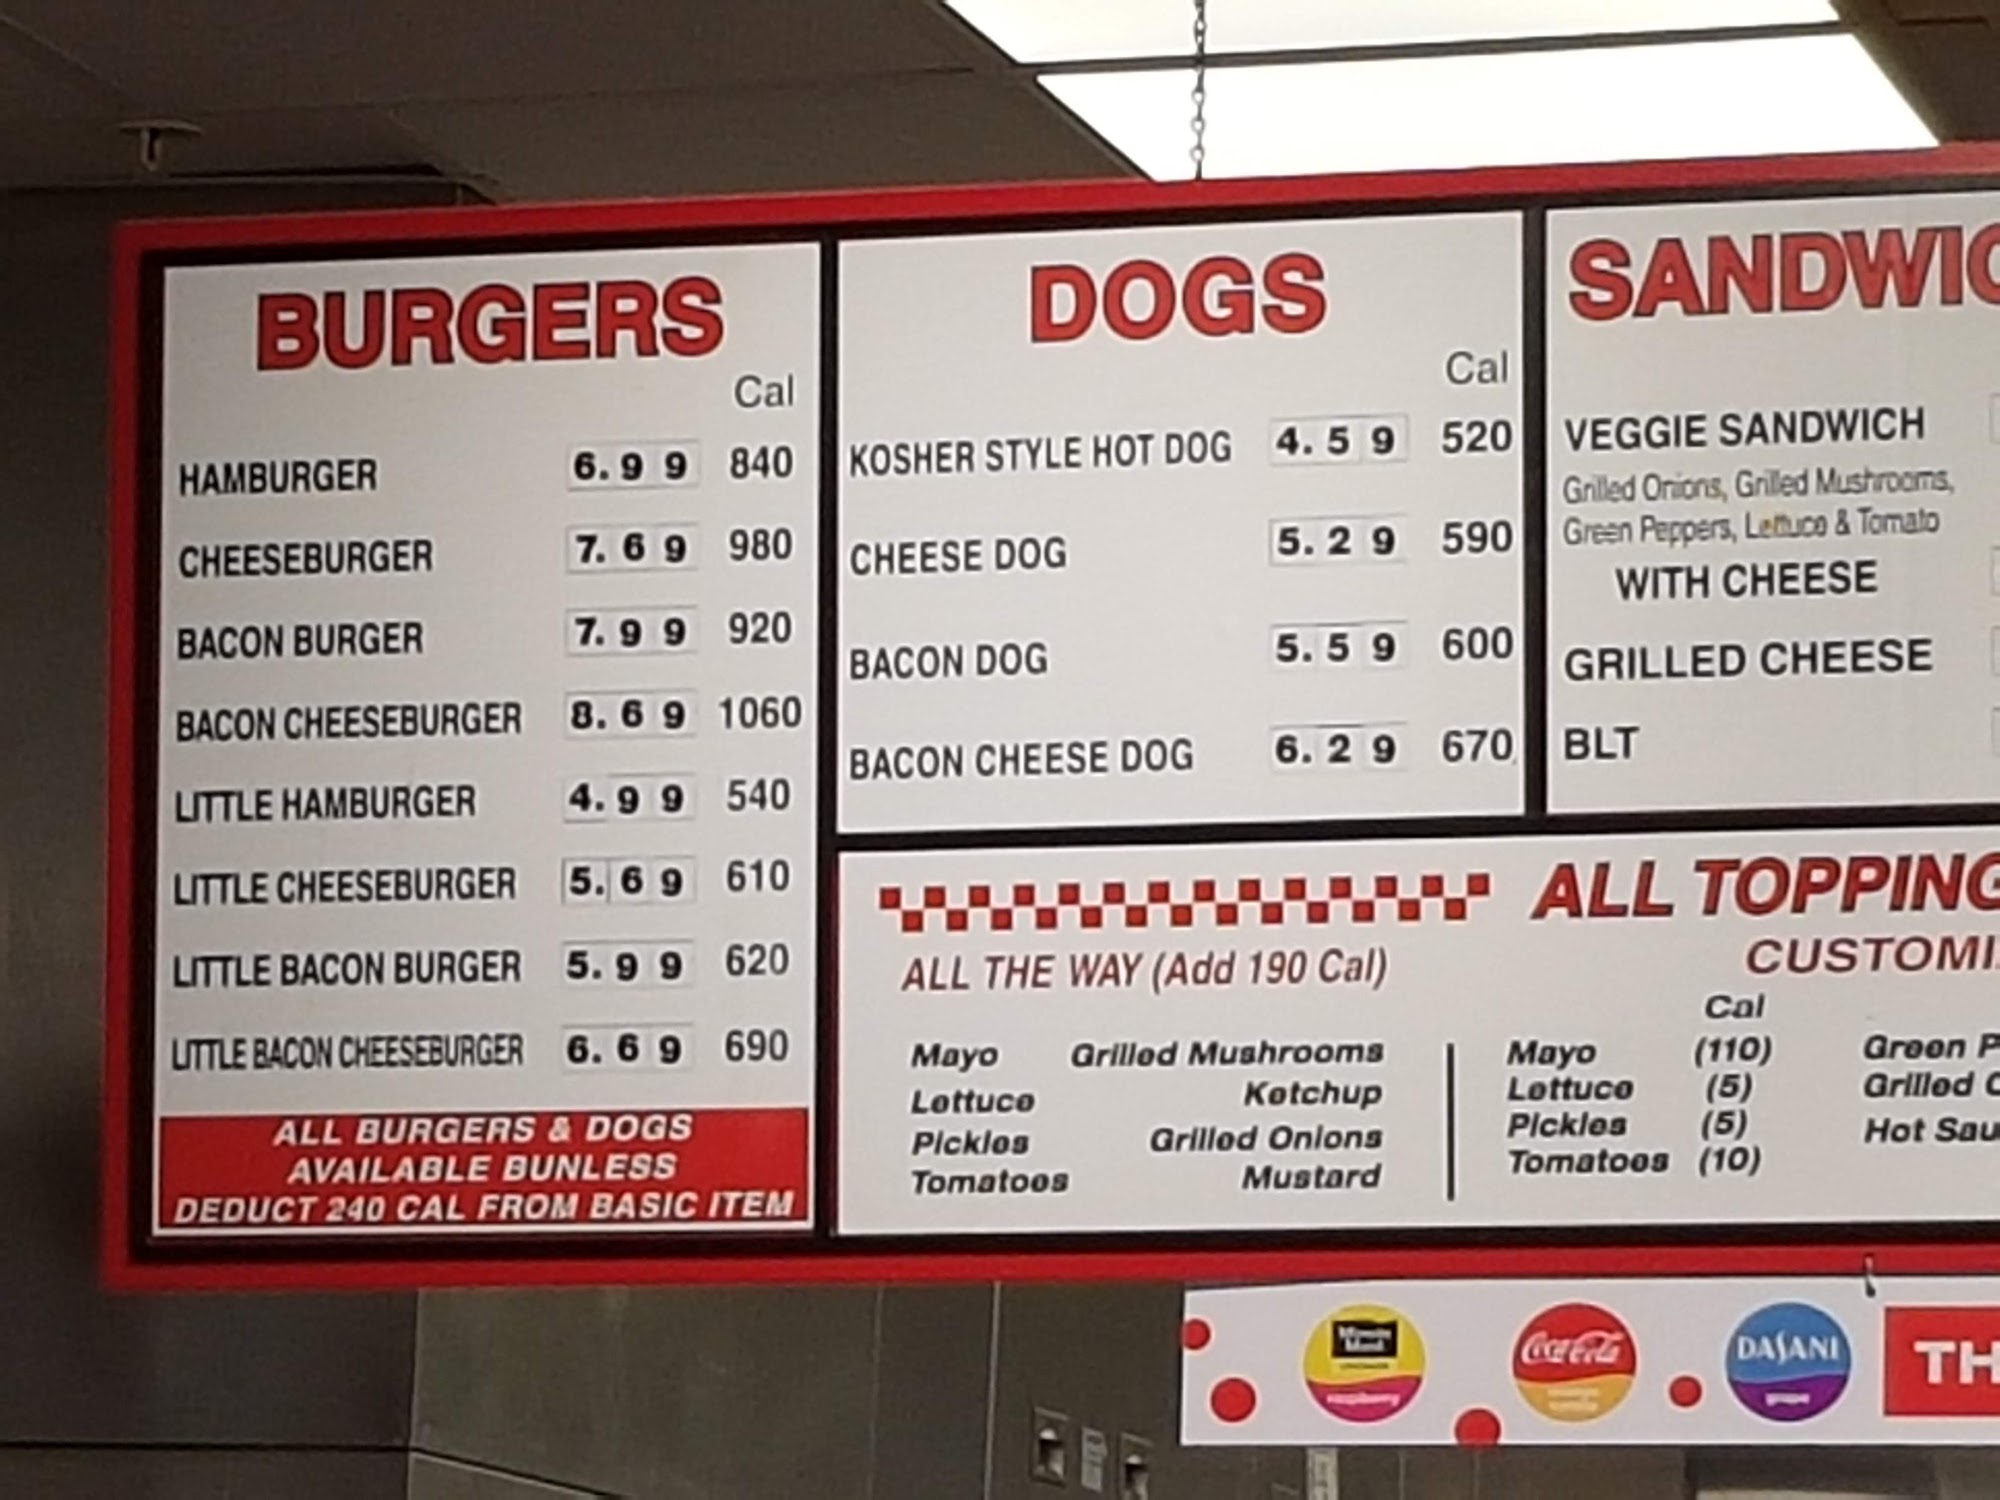 BURGERS
Cal
HAMBURGER 6.99 840
CHEESEBURGER 7.69 980
BACON BURGER 7.99 920
BACON CHEESEBURGER 8.69 1060
LITTLE HAMBURGER 4.99 540
LITTLE CHEESEBURGER 5.69 610
LITTLE BACON BURGER 5.99 620
LITTLE BACON CHEESEBURGER 6.69 690
ALL BURGERS & DOGS
AVAILABLE BUNLESS
DEDUCT 240 CAL FROM BASIC ITEM
DOGS
Cal
KOSHER STYLE HOT DOG 4.59 520
CHEESE DOG 5.29 590
BACON DOG 5.59 600
BACON CHEESE DOG 6.29 670
SANDWIC
VEGGIE SANDWICH
Grilled Onions, Grilled Mushrooms,
Green Peppers, Lettuce & Tomato
WITH CHEESE
GRILLED CHEESE
BLT
ALL TOPPING
CUSTOMI
ALL THE WAY (Add 190 Cal)
Mayo Grilled Mushrooms
Lettuce Ketchup
Pickles Grilled Onions
Tomatoes Mustard
Cal
Mayo (110) Green P
Lettuce (5) Grilled
Pickles (5) Hot Sau
Tomatoes (10)
Minute Maid
raspberry
Coca-Cola
DASANI
grape
TH